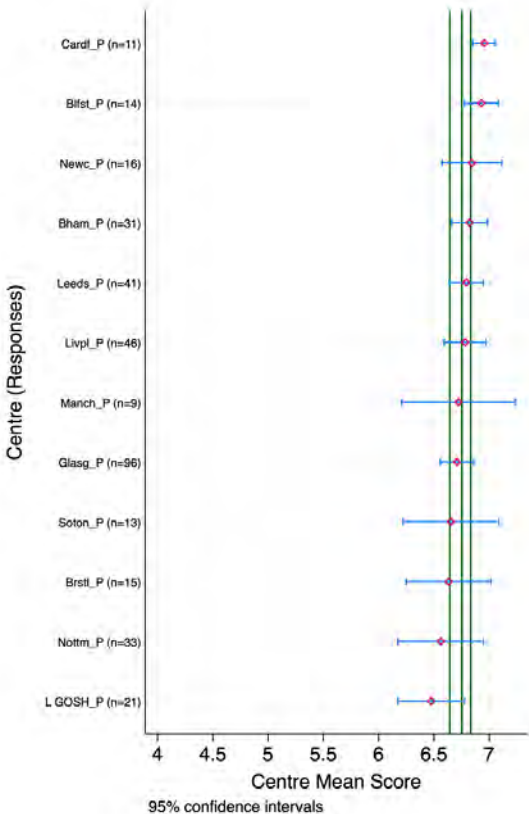 Centre (Responses)
Cardf_P (n=11)
Blfst_P (n=14)
Newc_P (n=16)
Bham_P (n=31)
Leeds_P (n=41)
Livpl_P (n=46)
Manch_P (n=9)
Glasg_P (n=96)
Soton_P (n=13)
Brstl_P (n=15)
Nottm_P (n=33)
L GOSH_P (n=21)
4 4.5 5 5.5 6 6.5 7
Centre Mean Score
95% confidence intervals